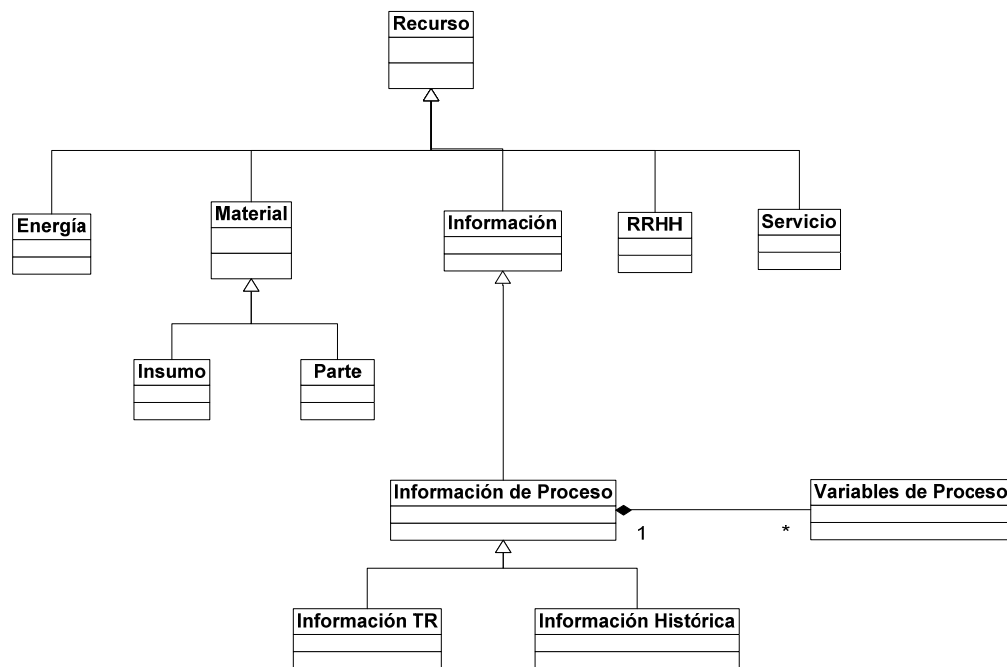 Recurso
Energía
Material
Información
RRHH
Servicio
Insumo
Parte
Información de Proceso
Variables de Proceso
1
*
Información TR
Información Histórica